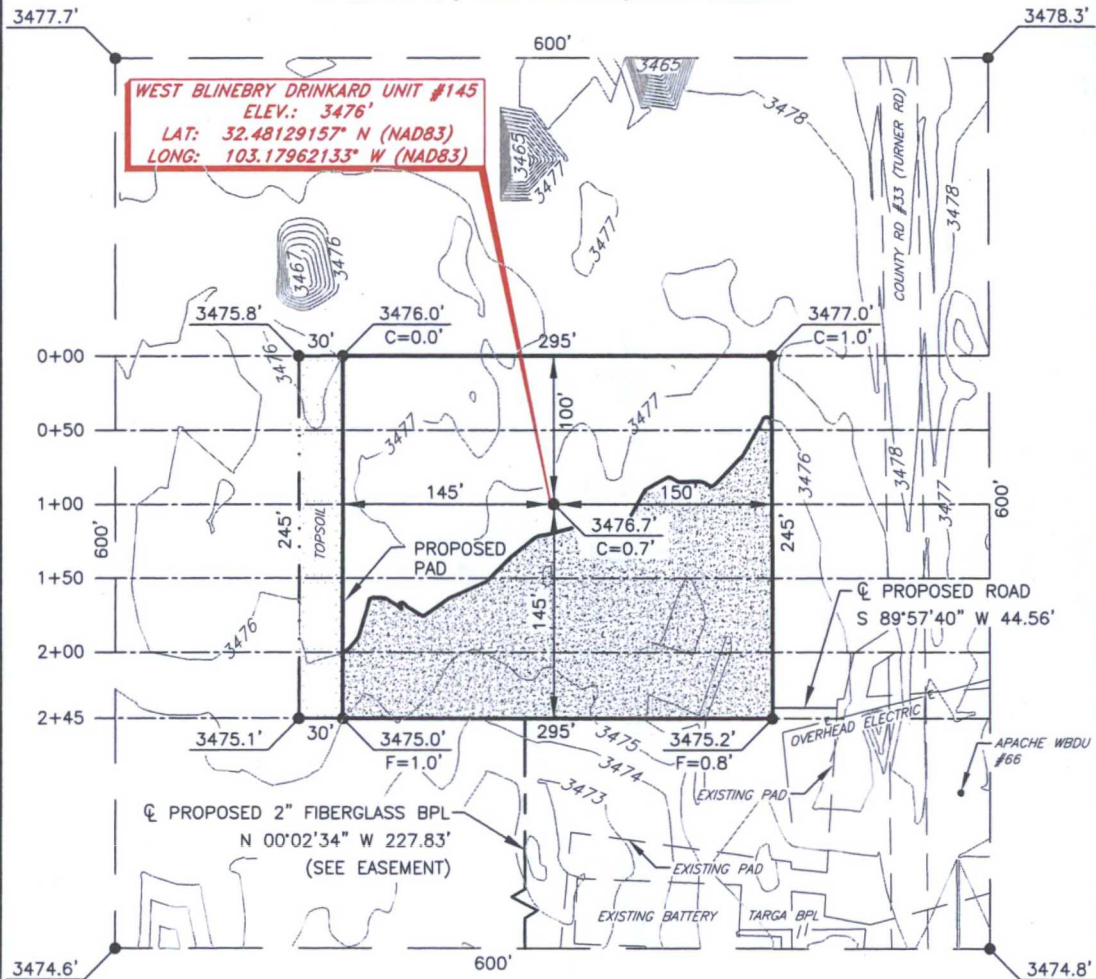 3477.7'
3478.3'
600'
WEST BLINEBRY DRINKARD UNIT #145
ELEV.: 3476'
LAT: 32.48129157° N (NAD83)
LONG: 103.17962133° W (NAD83)
3465
3478
3465
3477
COUNTY RD #33 (TURNER RD)
3478
3477
3467
3476
3475.8'
30'
3476.0'
C=0.0'
295'
3477.0'
C=1.0'
0+00
3476
100'
3477
3477
0+50
3476
3478
3477
1+00
145'
150'
600'
600'
245'
TOPSOIL
3476.7'
C=0.7'
245'
PROPOSED
PAD
1+50
145'
℄ PROPOSED ROAD
S 89°57'40" W 44.56'
3476
2+00
2+45
3475.1'
30'
3475.0'
F=1.0'
295'
3475
3475.2'
F=0.8'
OVERHEAD ELECTRIC
E
APACHE WBDU
#66
3474
3473
EXISTING PAD
℄ PROPOSED 2" FIBERGLASS BPL
N 00°02'34" W 227.83'
(SEE EASEMENT)
EXISTING PAD
EXISTING BATTERY
TARGA BPL
3474.6'
600'
3474.8'